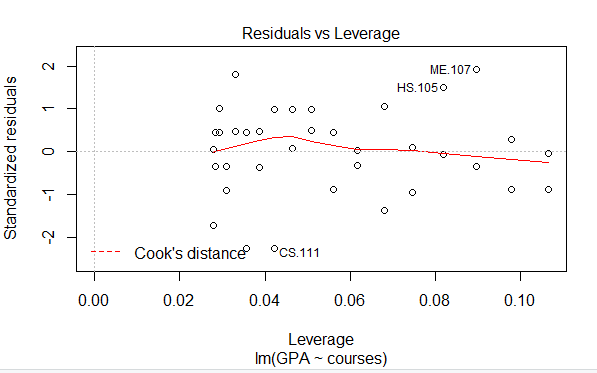 Residuals vs Leverage
Standardized residuals
2
1
0
-1
-2
ME.107
HS.105
CS.111
Cook's distance
0.00 0.02 0.04 0.06 0.08 0.10
Leverage
lm(GPA ~ courses)